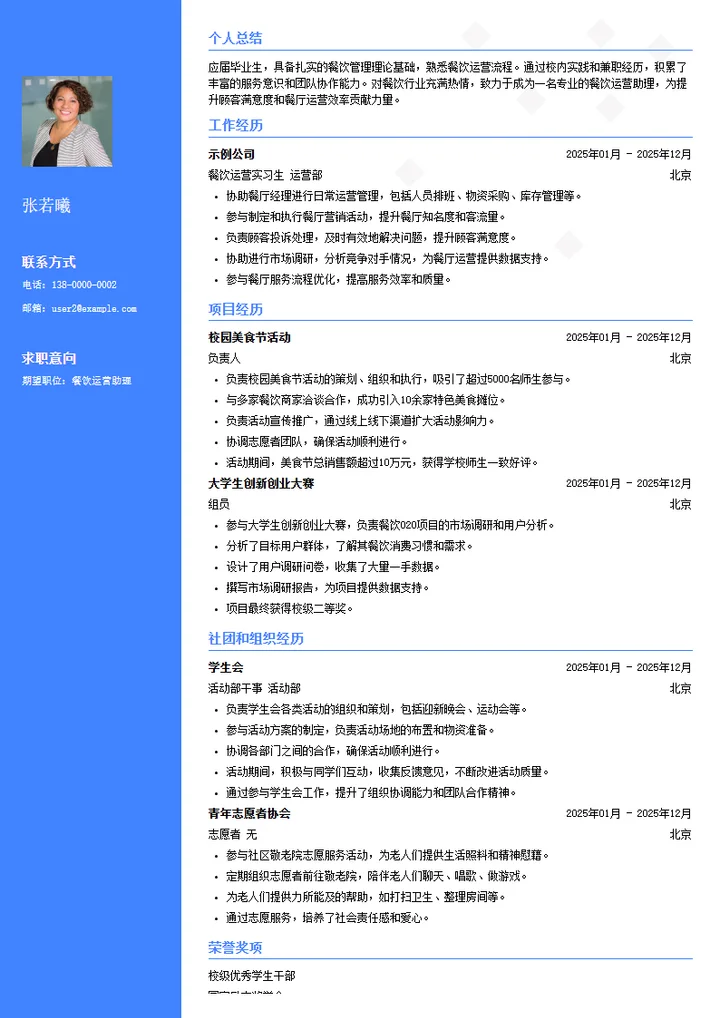 张若曦
联系方式
电话：138-0000-0002
邮箱：user2@example.com
求职意向
期望职位：餐饮运营助理
个人总结
应届毕业生，具备扎实的餐饮管理理论基础，熟悉餐饮运营流程。通过校内实践和兼职经历，积累了
丰富的服务意识和团队协作能力。对餐饮行业充满热情，致力于成为一名专业的餐饮运营助理，为提
升顾客满意度和餐厅运营效率贡献力量。
工作经历
示例公司 2025年01月 - 2025年12月
餐饮运营实习生 运营部 北京
• 协助餐厅经理进行日常运营管理，包括人员排班、物资采购、库存管理等。
• 参与制定和执行餐厅营销活动，提升餐厅知名度和客流量。
• 负责顾客投诉处理，及时有效地解决问题，提升顾客满意度。
• 协助进行市场调研，分析竞争对手情况，为餐厅运营提供数据支持。
• 参与餐厅服务流程优化，提高服务效率和质量。
项目经历
校园美食节活动 2025年01月 - 2025年12月
负责人 北京
• 负责校园美食节活动的策划、组织和执行，吸引了超过5000名师生参与。
• 与多家餐饮商家洽谈合作，成功引入10余家特色美食摊位。
• 负责活动宣传推广，通过线上线下渠道扩大活动影响力。
• 协调志愿者团队，确保活动顺利进行。
• 活动期间，美食节总销售额超过10万元，获得学校师生一致好评。
大学生创新创业大赛 2025年01月 - 2025年12月
组员 北京
• 参与大学生创新创业大赛，负责餐饮O2O项目的市场调研和用户分析。
• 分析了目标用户群体，了解其餐饮消费习惯和需求。
• 设计了用户调研问卷，收集了大量一手数据。
• 撰写市场调研报告，为项目提供数据支持。
• 项目最终获得校级二等奖。
社团和组织经历
学生会 2025年01月 - 2025年12月
活动部干事 活动部 北京
• 负责学生会各类活动的组织和策划，包括迎新晚会、运动会等。
• 参与活动方案的制定，负责活动场地的布置和物资准备。
• 协调各部门之间的合作，确保活动顺利进行。
• 活动期间，积极与同学们互动，收集反馈意见，不断改进活动质量。
• 通过参与学生会工作，提升了组织协调能力和团队合作精神。
青年志愿者协会 2025年01月 - 2025年12月
志愿者 无 北京
• 参与社区敬老院志愿服务活动，为老人们提供生活照料和精神慰藉。
• 定期组织志愿者前往敬老院，陪伴老人们聊天、唱歌、做游戏。
• 为老人们提供力所能及的帮助，如打扫卫生、整理房间等。
• 通过志愿服务，培养了社会责任感和爱心。
荣誉奖项
校级优秀学生干部